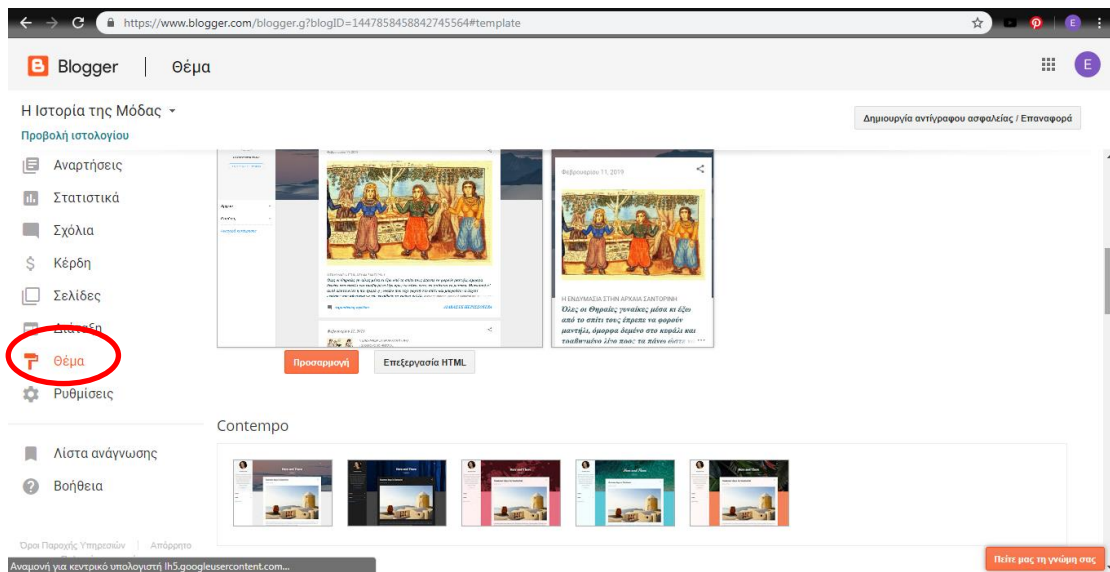 https://www.blogger.com/blogger.g?blogID=1447858458842745564#template
E
Blogger | Θέμα
E
Η Ιστορία της Μόδας
Προβολή ιστολογίου
Δημιουργία αντίγραφου ασφαλείας / Επαναφορά
Αναρτήσεις
Στατιστικά
Σχόλια
Κέρδη
Σελίδες
Διάταξη
Θέμα
Ρυθμίσεις
Λίστα ανάγνωσης
Βοήθεια
Όροι Παροχής Υπηρεσιών | Απόρρητο
Αναμονή για κεντρικό υπολογιστή lh5.googleusercontent.com...
Φεβρουαρίου 11, 2019
Φεβρουαρίου 11, 2019
Η ΕΝΔΥΜΑΣΙΑ ΣΤΗΝ ΑΡΧΑΙΑ ΣΑΝΤΟΡΙΝΗ
Όλες οι Θηραίες γυναίκες μέσα κι έξω
από το σπίτι τους έπρεπε να φορούν
μαντήλι, όμορφα δεμένο στο κεφάλι και
Προσαρμογή
Επεξεργασία HTML
Contempo
Πείτε μας τη γνώμη σας